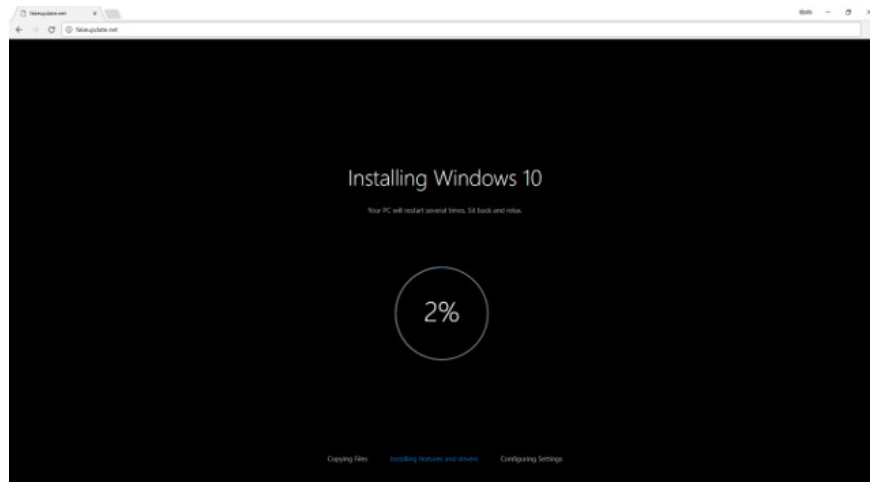 fakeupdate.net
fakeupdate.net
Installing Windows 10
Your PC will restart several times. Sit back and relax.
2%
Copying Files Installing features and drivers Configuring Settings